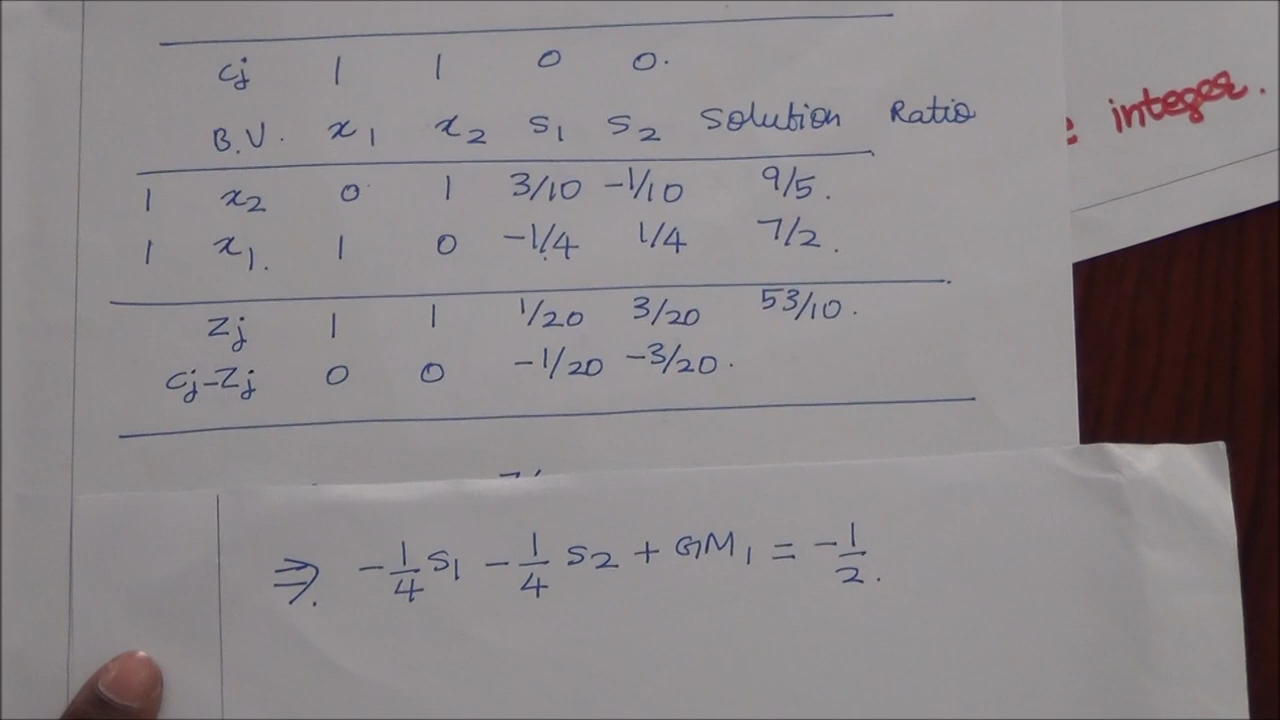 Cj 1 1 0 0.
B.V. x1 x2 S1 S2 Solution Ratio
integer.
1 x2 0 1 3/10 -1/10 9/5.
1 x1. 1 0 -1/4 1/4 7/2.
Zj 1 1 1/20 3/20 53/10.
Cj-Zj 0 0 -1/20 -3/20.
⇒ -1/4 S1 - 1/4 S2 + GM1 = -1/2.